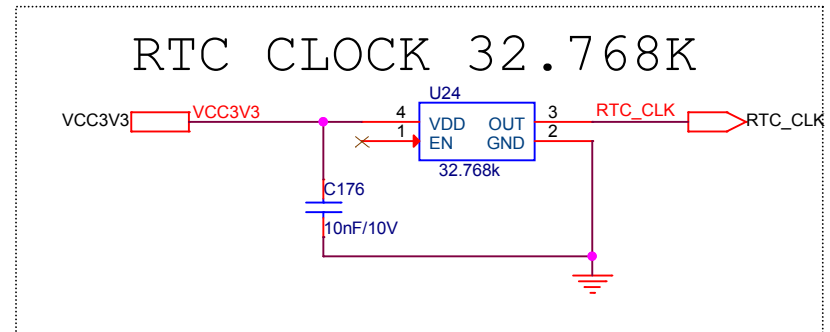 RTC CLOCK 32.768K
U24
VCC3V3 VCC3V3 4 VDD OUT 3 RTC_CLK RTC_CLK
1 EN GND 2
32.768k
C176
10nF/10V